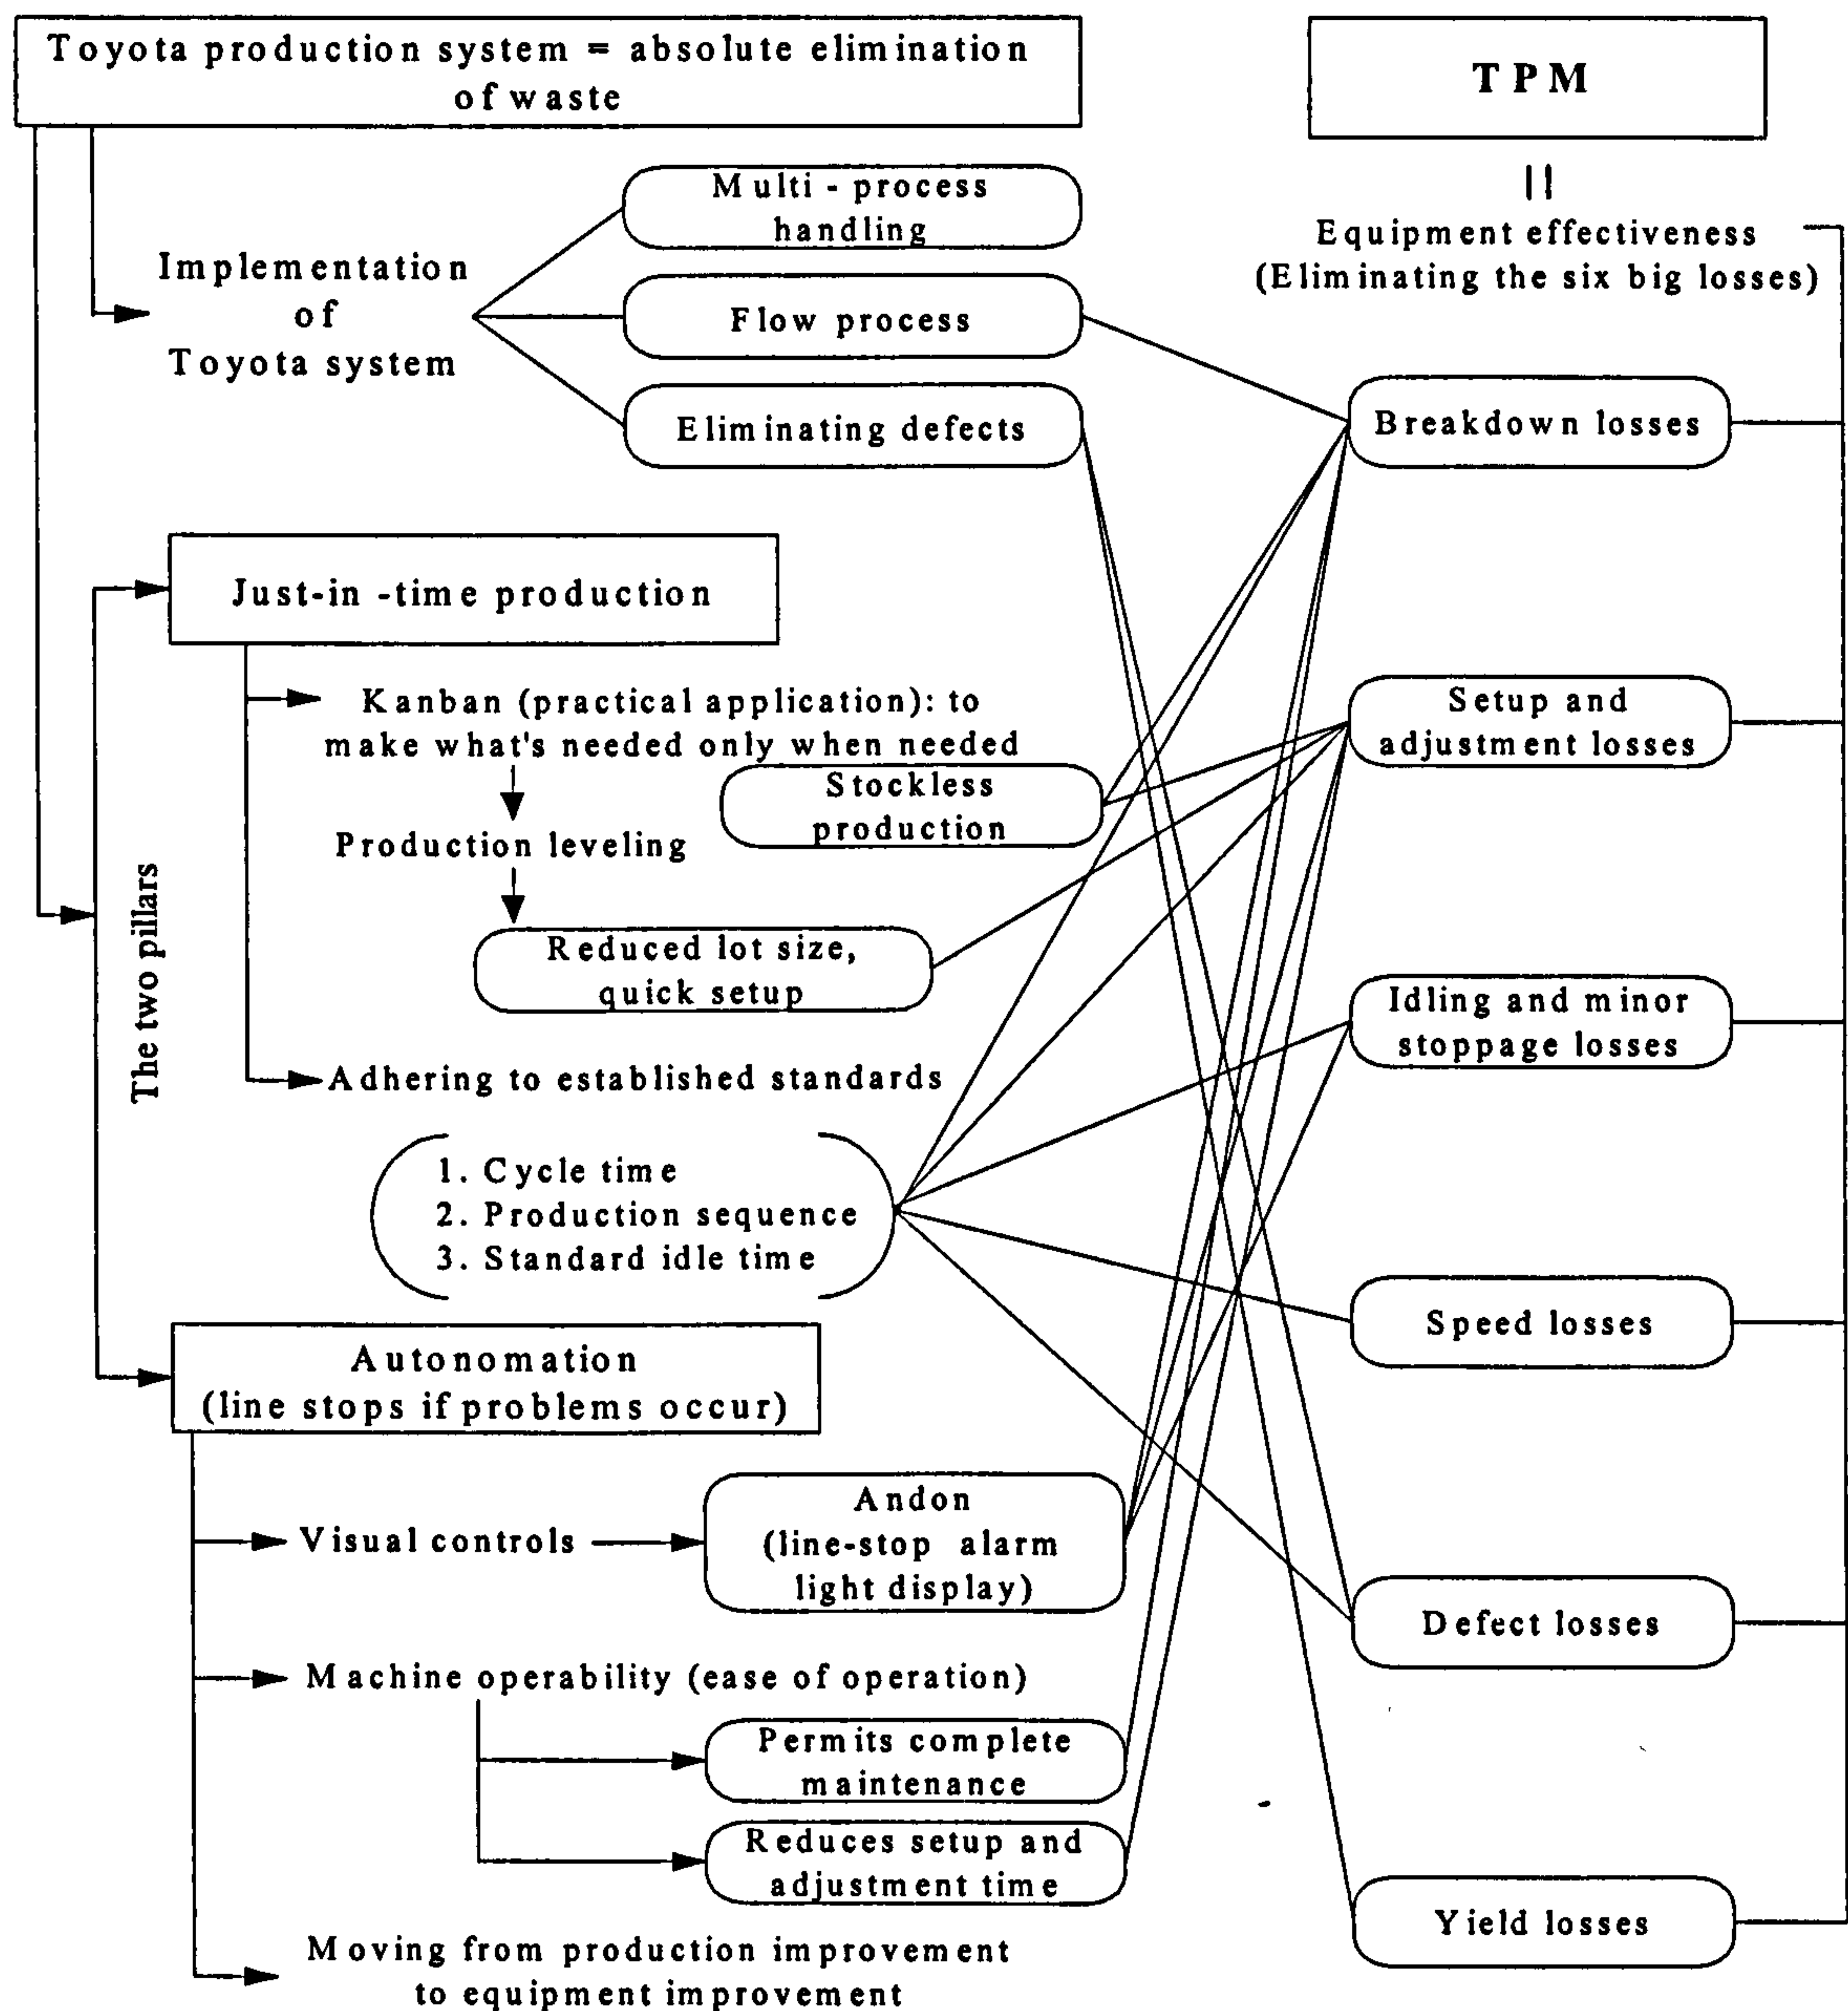 Toyota production system = absolute elimination
of waste
TPM
Multi - process
handling
Equipment effectiveness
(Eliminating the six big losses)
Implementation
of
Toyota system
Flow process
Eliminating defects
Breakdown losses
Just-in -time production
Kanban (practical application): to
make what's needed only when needed
Setup and
adjustment losses
Stockless
production
Production leveling
The two pillars
Reduced lot size,
quick setup
Idling and minor
stoppage losses
Adhering to established standards
1. Cycle time
2. Production sequence
3. Standard idle time
Speed losses
Autonomation
(line stops if problems occur)
Visual controls
Andon
(line-stop alarm
light display)
Defect losses
Machine operability (ease of operation)
Permits complete
maintenance
Reduces setup and
adjustment time
Yield losses
Moving from production improvement
to equipment improvement